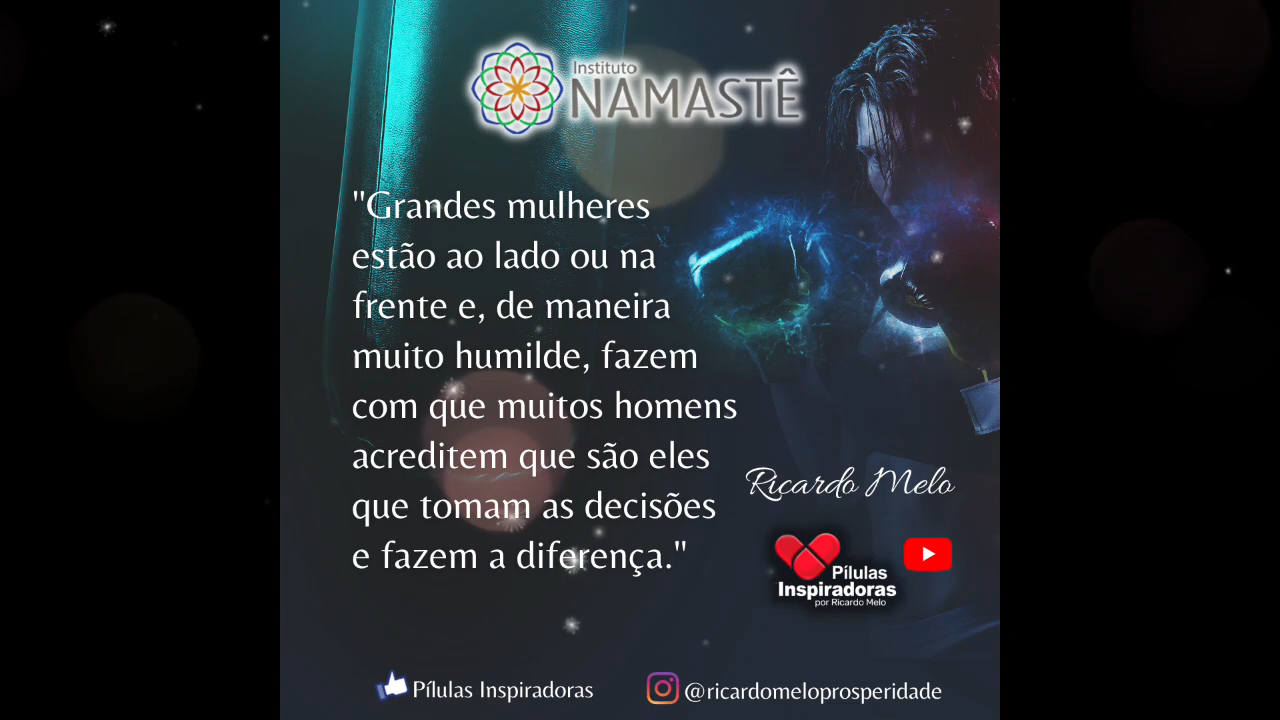 Instituto
NAMASTÊ
"Grandes mulheres
estão ao lado ou na
frente e, de maneira
muito humilde, fazem
com que muitos homens
acreditem que são eles
que tomam as decisões
e fazem a diferença."
Ricardo Melo
Pílulas
Inspiradoras
por Ricardo Melo
Pílulas Inspiradoras
@ricardomeloprosperidade